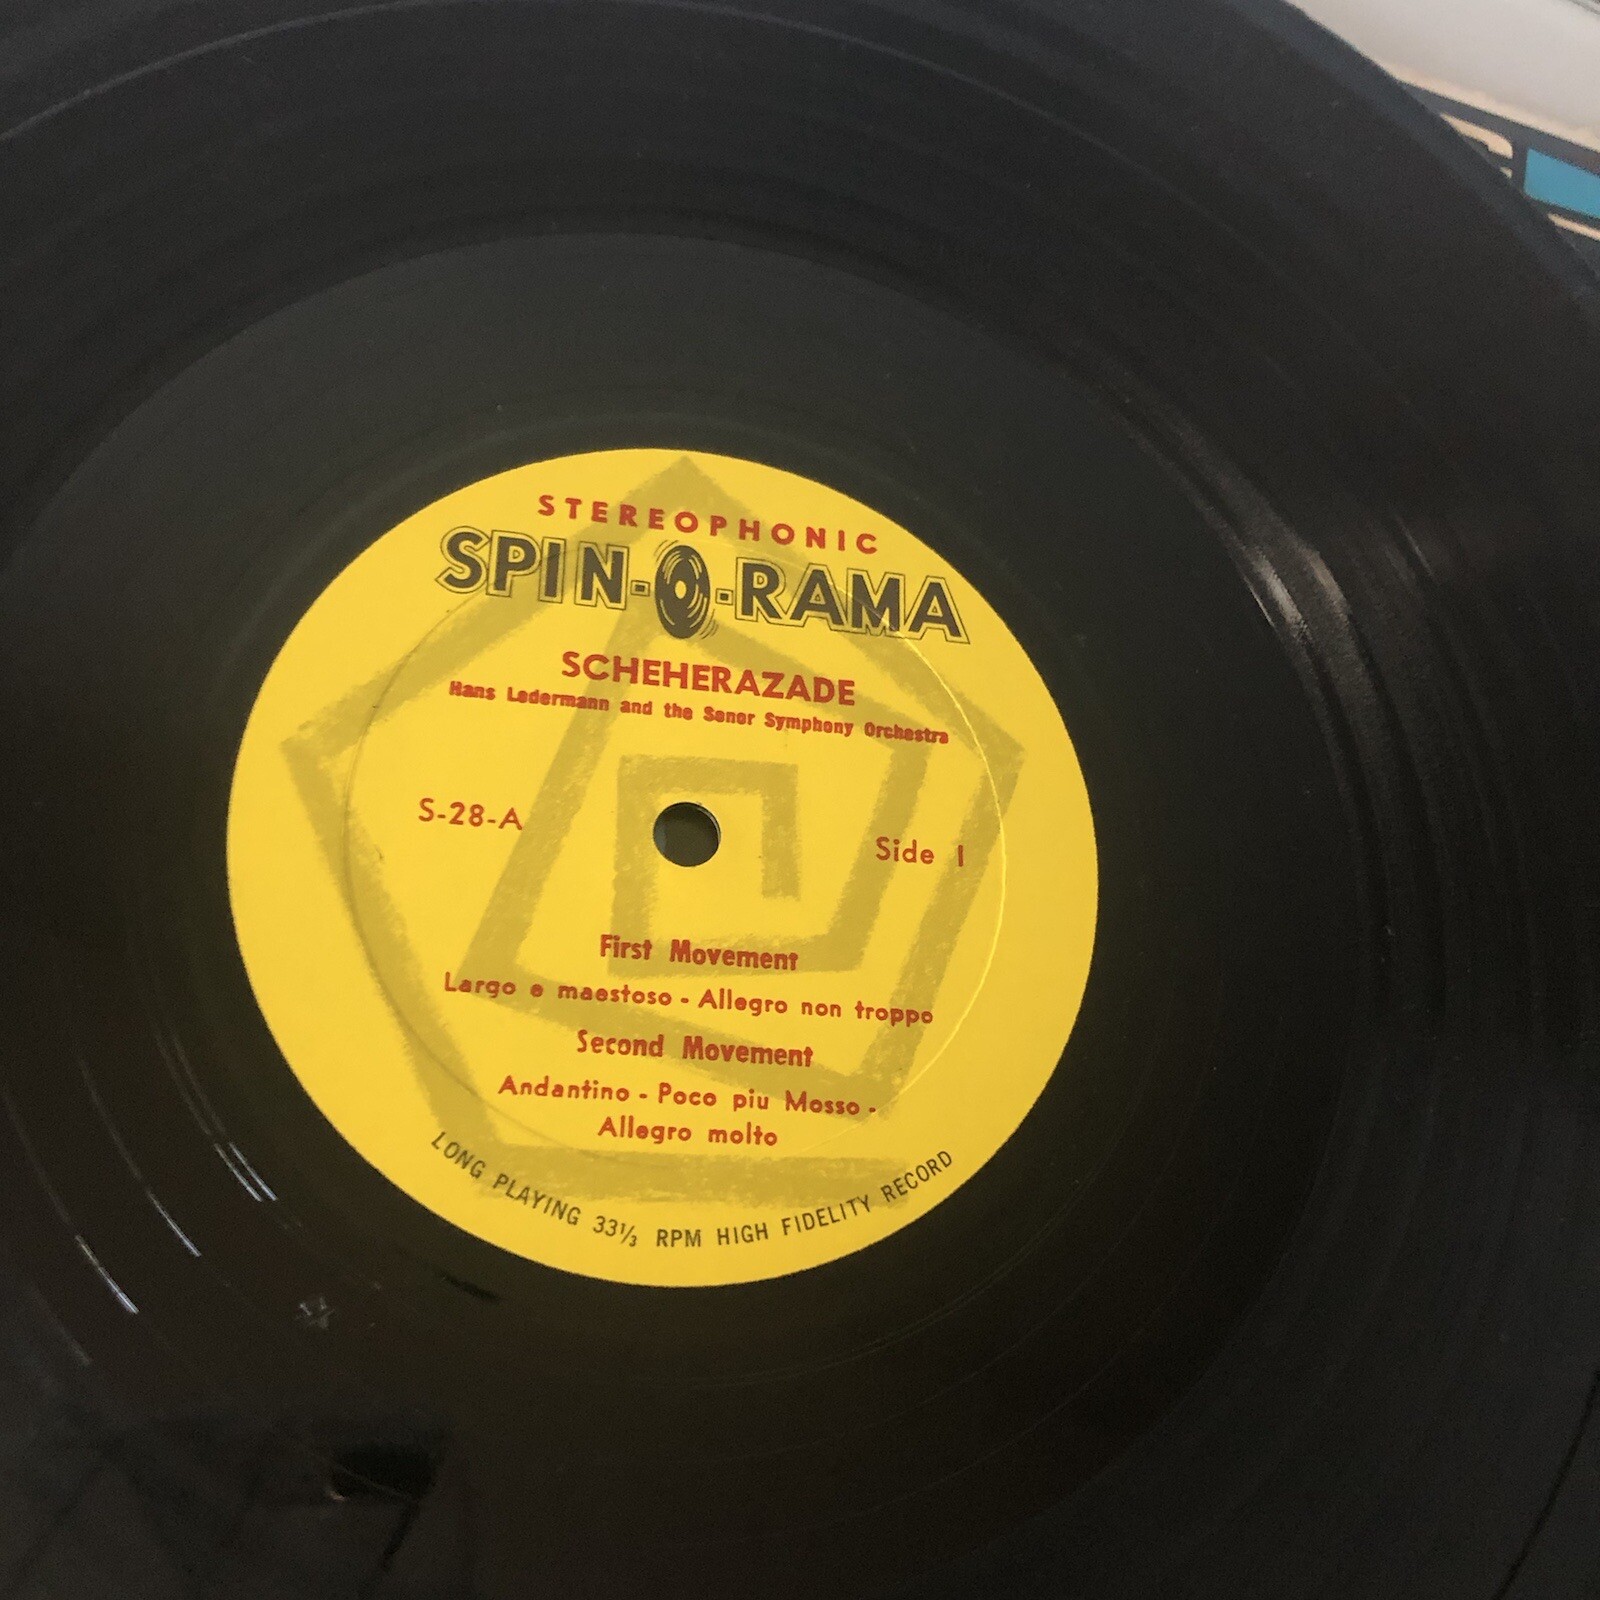 STEREOPHONIC
SPIN-O-RAMA
SCHEHERAZADE
Hans Ledermann and the Senor Symphony Orchestra
S-28-A
Side 1
First Movement
Largo e maestoso - Allegro non troppo
Second Movement
Andantino - Poco piu Mosso -
Allegro molto
LONG PLAYING 33⅓ RPM HIGH FIDELITY RECORD